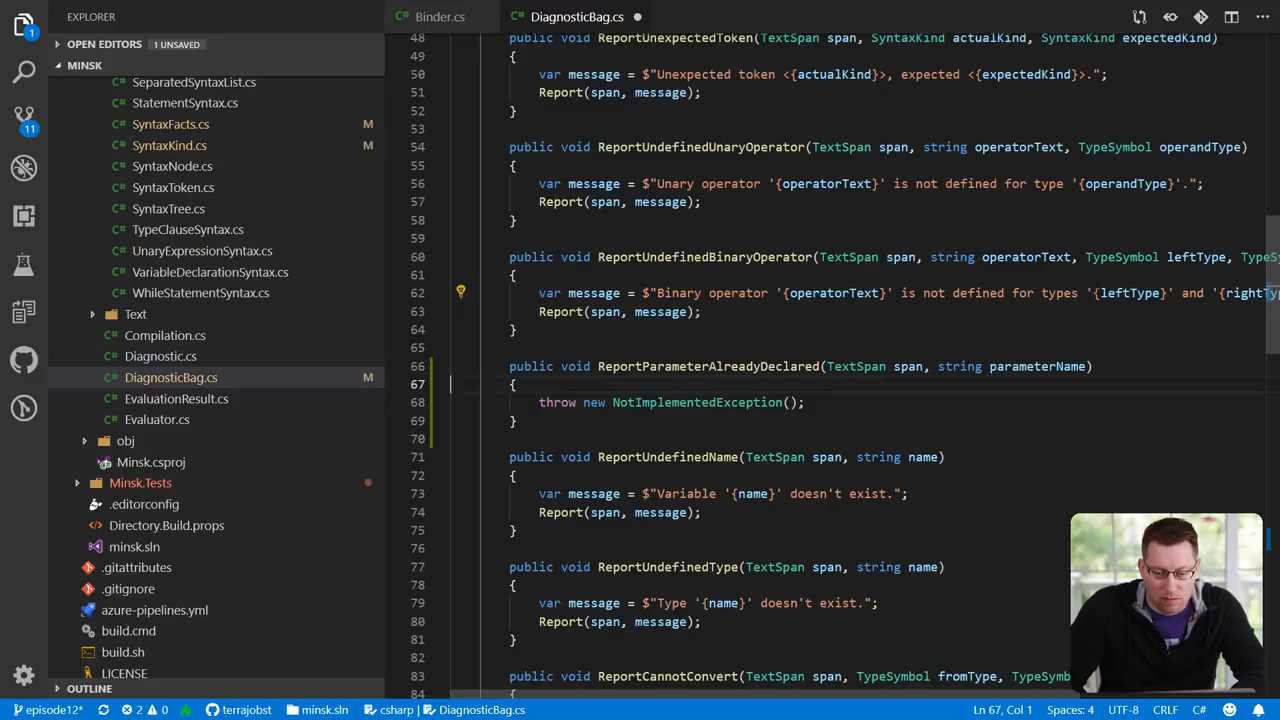 EXPLORER
OPEN EDITORS 1 UNSAVED
MINSK
SeparatedSyntaxList.cs
StatementSyntax.cs
SyntaxFacts.cs M
SyntaxKind.cs M
SyntaxNode.cs
SyntaxToken.cs
SyntaxTree.cs
TypeClauseSyntax.cs
UnaryExpressionSyntax.cs
VariableDeclarationSyntax.cs
WhileStatementSyntax.cs
Text
Compilation.cs
Diagnostic.cs
DiagnosticBag.cs M
EvaluationResult.cs
Evaluator.cs
obj
Minsk.csproj
Minsk.Tests
.editorconfig
Directory.Build.props
minsk.sln
.gitattributes
.gitignore
azure-pipelines.yml
build.cmd
build.sh
LICENSE
OUTLINE
1
11
Binder.cs DiagnosticBag.cs
48 public void ReportUnexpectedToken(TextSpan span, SyntaxKind actualKind, SyntaxKind expectedKind)
49 {
50 var message = $"Unexpected token <{actualKind}>, expected <{expectedKind}>.";
51 Report(span, message);
52 }
53
54 public void ReportUndefinedUnaryOperator(TextSpan span, string operatorText, TypeSymbol operandType)
55 {
56 var message = $"Unary operator '{operatorText}' is not defined for type '{operandType}'.";
57 Report(span, message);
58 }
59
60 public void ReportUndefinedBinaryOperator(TextSpan span, string operatorText, TypeSymbol leftType, TypeS
61 {
62 var message = $"Binary operator '{operatorText}' is not defined for types '{leftType}' and '{rightTyp
63 Report(span, message);
64 }
65
66 public void ReportParameterAlreadyDeclared(TextSpan span, string parameterName)
67 {
68 throw new NotImplementedException();
69 }
70
71 public void ReportUndefinedName(TextSpan span, string name)
72 {
73 var message = $"Variable '{name}' doesn't exist.";
74 Report(span, message);
75 }
76
77 public void ReportUndefinedType(TextSpan span, string name)
78 {
79 var message = $"Type '{name}' doesn't exist.";
80 Report(span, message);
81 }
82
83 public void ReportCannotConvert(TextSpan span, TypeSymbol fromType, TypeSym
84 {
episode12* 2 0 terrajobst minsk.sln csharp | DiagnosticBag.cs Ln 67, Col 1 Spaces: 4 UTF-8 CRLF C#